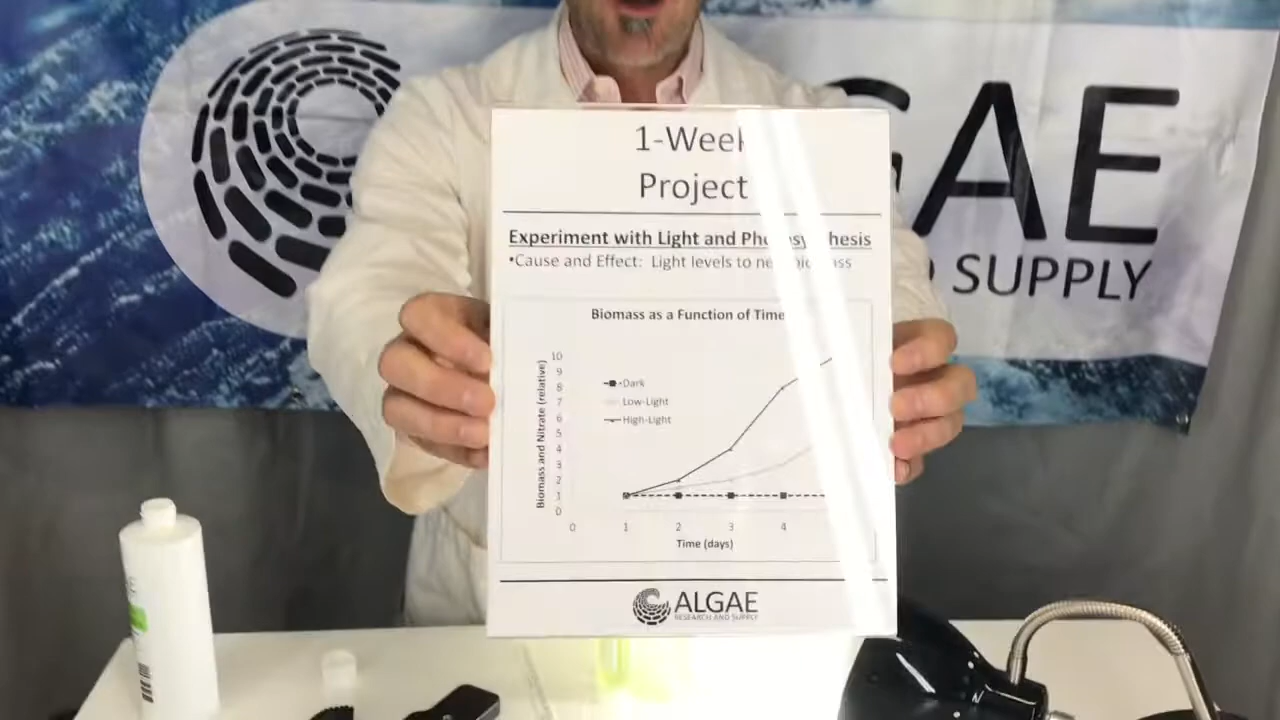 GAE
SUPPLY
1-Week
Project
Experiment with Light and Photosynthesis
•Cause and Effect: Light levels to
Biomass as a Function of Time
Biomass and Nitrate (relative)
10
9
8
7
6
5
4
3
2
1
0
Dark
Low-Light
High-Light
0 1 2 3 4
Time (days)
ALGAE
RESEARCH AND SUPPLY